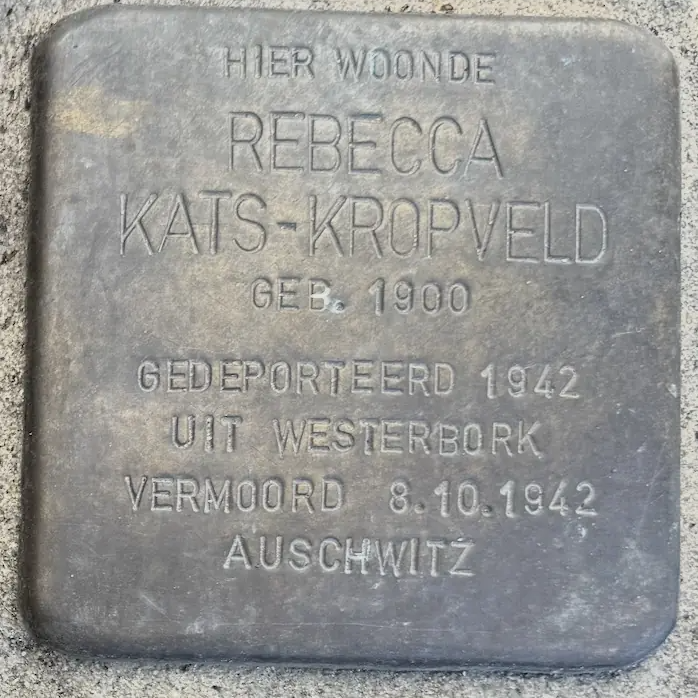 HIER WOONDE
REBECCA
KATS-KROPVELD
GEB. 1900
GEDEPORTEERD 1942
UIT WESTERBORK
VERMOORD 8.10.1942
AUSCHWITZ